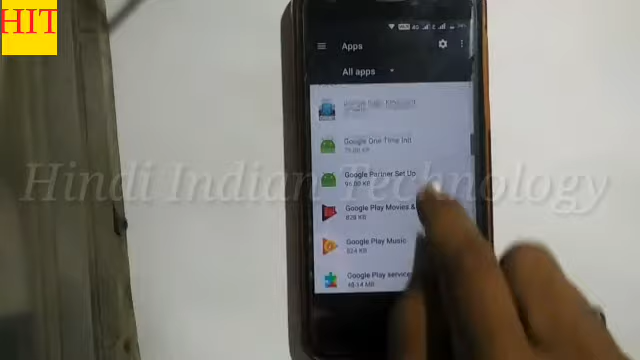 HIT
Apps
All apps
Google One Time Init
Google Partner Set Up
Google Play Movies &
828 KB
Google Play Music
Google Play services
Hindi Indian Technology